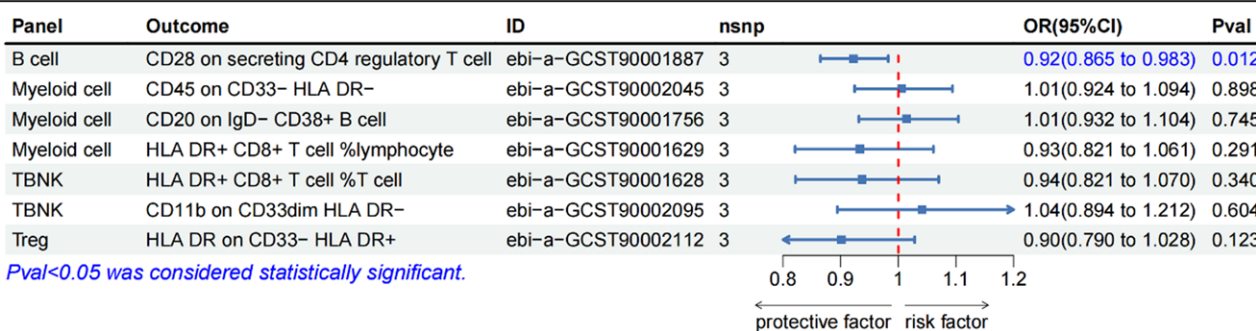 Panel Outcome ID nsnp OR(95%CI) Pval
B cell CD28 on secreting CD4 regulatory T cell ebi−a−GCST90001887 3 0.92(0.865 to 0.983) 0.012
Myeloid cell CD45 on CD33− HLA DR− ebi−a−GCST90002045 3 1.01(0.924 to 1.094) 0.898
Myeloid cell CD20 on IgD− CD38+ B cell ebi−a−GCST90001756 3 1.01(0.932 to 1.104) 0.745
Myeloid cell HLA DR+ CD8+ T cell %lymphocyte ebi−a−GCST90001629 3 0.93(0.821 to 1.061) 0.291
TBNK HLA DR+ CD8+ T cell %T cell ebi−a−GCST90001628 3 0.94(0.821 to 1.070) 0.340
TBNK CD11b on CD33dim HLA DR− ebi−a−GCST90002095 3 1.04(0.894 to 1.212) 0.604
Treg HLA DR on CD33− HLA DR+ ebi−a−GCST90002112 3 0.90(0.790 to 1.028) 0.123
Pval<0.05 was considered statistically significant.
0.8 0.9 1 1.1 1.2
protective factor risk factor